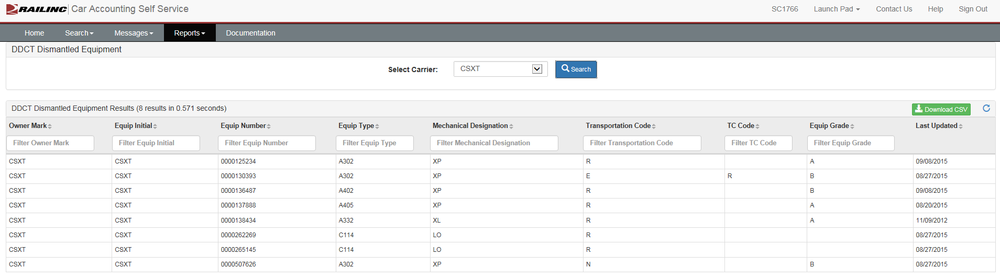 RAILINC Car Accounting Self Service SC1766 Launch Pad Contact Us Help Sign Out
Home Search Messages Reports Documentation
DDCT Dismantled Equipment
Select Carrier: CSXT Search
DDCT Dismantled Equipment Results (8 results in 0.571 seconds) Download CSV
Owner Mark Equip Initial Equip Number Equip Type Mechanical Designation Transportation Code TC Code Equip Grade Last Updated
Filter Owner Mark Filter Equip Initial Filter Equip Number Filter Equip Type Filter Mechanical Designation Filter Transportation Code Filter TC Code Filter Equip Grade
CSXT CSXT 0000125234 A302 XP R A 09/08/2015
CSXT CSXT 0000130393 A302 XP E R B 08/27/2015
CSXT CSXT 0000136487 A402 XP R B 09/08/2015
CSXT CSXT 0000137888 A405 XP R A 08/20/2015
CSXT CSXT 0000138434 A332 XL R A 11/09/2012
CSXT CSXT 0000262269 C114 LO R 08/27/2015
CSXT CSXT 0000265145 C114 LO R 08/27/2015
CSXT CSXT 0000507626 A302 XP N B 08/27/2015